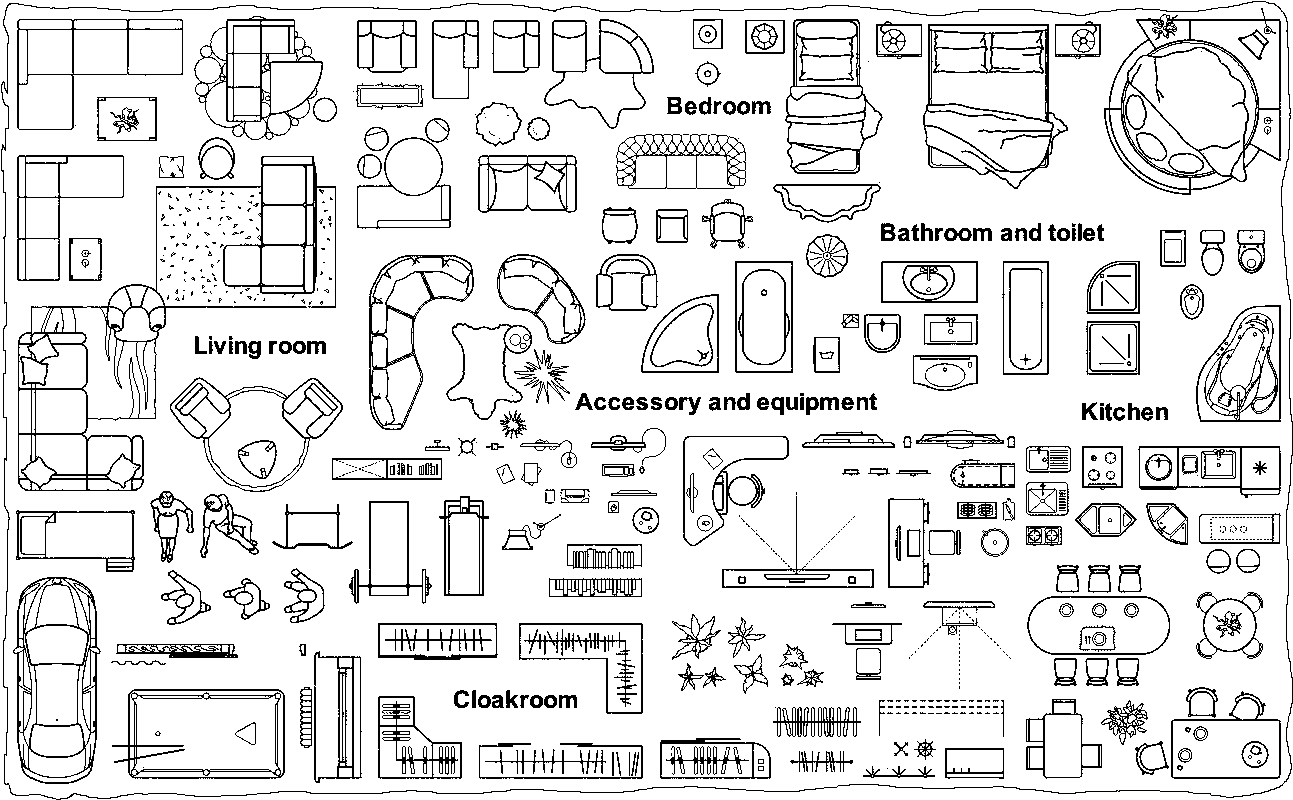 Bedroom
Bathroom and toilet
Living room
Accessory and equipment
Kitchen
Cloakroom